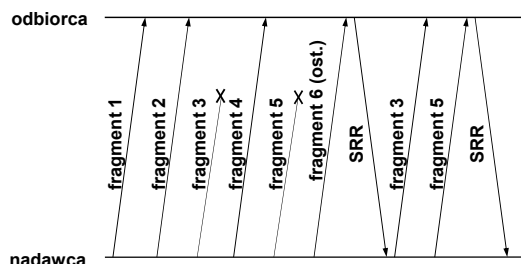 odbiorca
fragment 1
fragment 2
fragment 3
fragment 4
fragment 5
fragment 6 (ost.)
SRR
fragment 3
fragment 5
SRR
nadawca